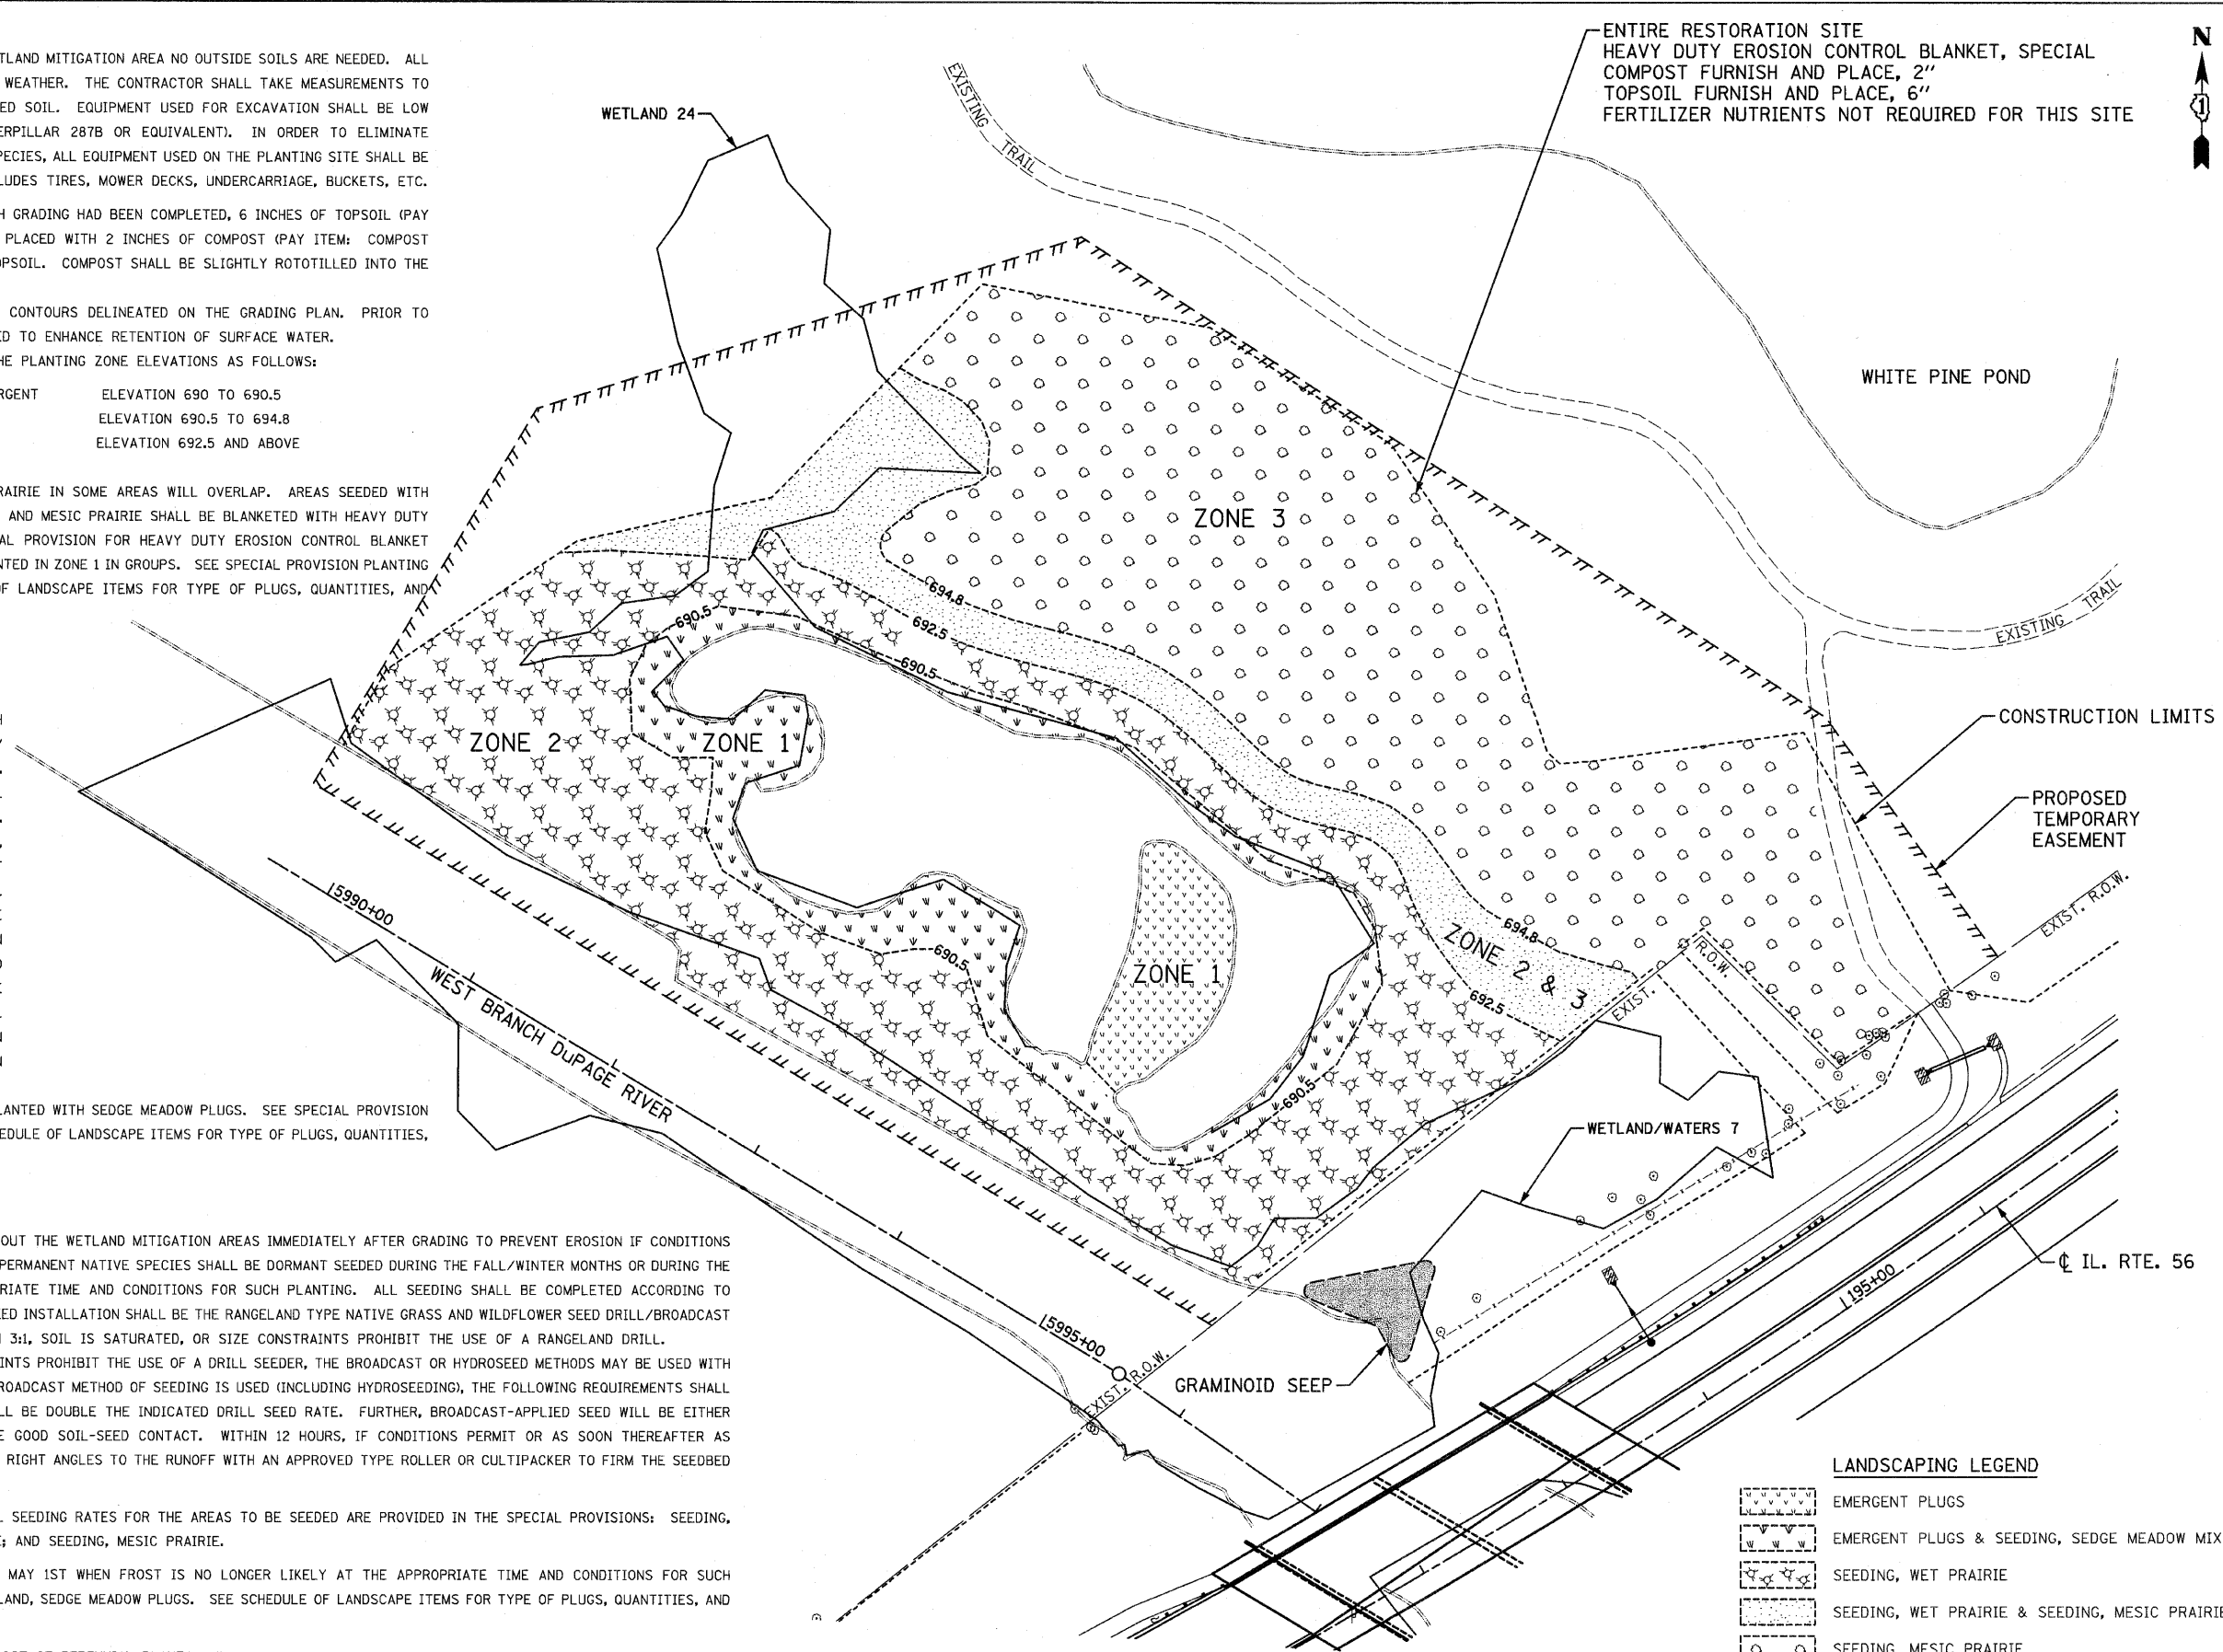 TLAND MITIGATION AREA NO OUTSIDE SOILS ARE NEEDED. ALL
WEATHER. THE CONTRACTOR SHALL TAKE MEASUREMENTS TO
ED SOIL. EQUIPMENT USED FOR EXCAVATION SHALL BE LOW
ERPILLAR 287B OR EQUIVALENT). IN ORDER TO ELIMINATE
PECIES, ALL EQUIPMENT USED ON THE PLANTING SITE SHALL BE
LUDES TIRES, MOWER DECKS, UNDERCARRIAGE, BUCKETS, ETC.
H GRADING HAD BEEN COMPLETED, 6 INCHES OF TOPSOIL (PAY
PLACED WITH 2 INCHES OF COMPOST (PAY ITEM: COMPOST
OPSOIL. COMPOST SHALL BE SLIGHTLY ROTOTILLED INTO THE
CONTOURS DELINEATED ON THE GRADING PLAN. PRIOR TO
ED TO ENHANCE RETENTION OF SURFACE WATER.
HE PLANTING ZONE ELEVATIONS AS FOLLOWS:
RGENT ELEVATION 690 TO 690.5
ELEVATION 690.5 TO 694.8
ELEVATION 692.5 AND ABOVE
RAIRIE IN SOME AREAS WILL OVERLAP. AREAS SEEDED WITH
AND MESIC PRAIRIE SHALL BE BLANKETED WITH HEAVY DUTY
AL PROVISION FOR HEAVY DUTY EROSION CONTROL BLANKET
NTED IN ZONE 1 IN GROUPS. SEE SPECIAL PROVISION PLANTING
OF LANDSCAPE ITEMS FOR TYPE OF PLUGS, QUANTITIES, AND
LANTED WITH SEDGE MEADOW PLUGS. SEE SPECIAL PROVISION
EDULE OF LANDSCAPE ITEMS FOR TYPE OF PLUGS, QUANTITIES,
OUT THE WETLAND MITIGATION AREAS IMMEDIATELY AFTER GRADING TO PREVENT EROSION IF CONDITIONS
PERMANENT NATIVE SPECIES SHALL BE DORMANT SEEDED DURING THE FALL/WINTER MONTHS OR DURING THE
RIATE TIME AND CONDITIONS FOR SUCH PLANTING. ALL SEEDING SHALL BE COMPLETED ACCORDING TO
ED INSTALLATION SHALL BE THE RANGELAND TYPE NATIVE GRASS AND WILDFLOWER SEED DRILL/BROADCAST
N 3:1, SOIL IS SATURATED, OR SIZE CONSTRAINTS PROHIBIT THE USE OF A RANGELAND DRILL.
INTS PROHIBIT THE USE OF A DRILL SEEDER, THE BROADCAST OR HYDROSEED METHODS MAY BE USED WITH
ROADCAST METHOD OF SEEDING IS USED (INCLUDING HYDROSEEDING), THE FOLLOWING REQUIREMENTS SHALL
LL BE DOUBLE THE INDICATED DRILL SEED RATE. FURTHER, BROADCAST-APPLIED SEED WILL BE EITHER
E GOOD SOIL-SEED CONTACT. WITHIN 12 HOURS, IF CONDITIONS PERMIT OR AS SOON THEREAFTER AS
RIGHT ANGLES TO THE RUNOFF WITH AN APPROVED TYPE ROLLER OR CULTIPACKER TO FIRM THE SEEDBED
L SEEDING RATES FOR THE AREAS TO BE SEEDED ARE PROVIDED IN THE SPECIAL PROVISIONS: SEEDING,
E; AND SEEDING, MESIC PRAIRIE.
MAY 1ST WHEN FROST IS NO LONGER LIKELY AT THE APPROPRIATE TIME AND CONDITIONS FOR SUCH
LAND, SEDGE MEADOW PLUGS. SEE SCHEDULE OF LANDSCAPE ITEMS FOR TYPE OF PLUGS, QUANTITIES, AND
ENTIRE RESTORATION SITE
HEAVY DUTY EROSION CONTROL BLANKET, SPECIAL
COMPOST FURNISH AND PLACE, 2"
TOPSOIL FURNISH AND PLACE, 6"
FERTILIZER NUTRIENTS NOT REQUIRED FOR THIS SITE
N
1
WETLAND 24
EXISTING
TRAIL
WHITE PINE POND
ZONE 3
694.8
692.5
690.5
690.5
EXISTING TRAIL
ZONE 2
ZONE 1
CONSTRUCTION LIMITS
PROPOSED
TEMPORARY
EASEMENT
EXIST. R.O.W.
5990+00
WEST BRANCH DuPAGE RIVER
690.5
ZONE 1
694.8
ZONE 2 & 3
692.5
EXIST.
R.O.W.
690.5
WETLAND/WATERS 7
℄ IL. RTE. 56
195+00
5995+00
EXIST. R.O.W.
GRAMINOID SEEP
LANDSCAPING LEGEND
EMERGENT PLUGS
EMERGENT PLUGS & SEEDING, SEDGE MEADOW MIX
SEEDING, WET PRAIRIE
SEEDING, WET PRAIRIE & SEEDING, MESIC PRAIRIE
SEEDING, MESIC PRAIRIE